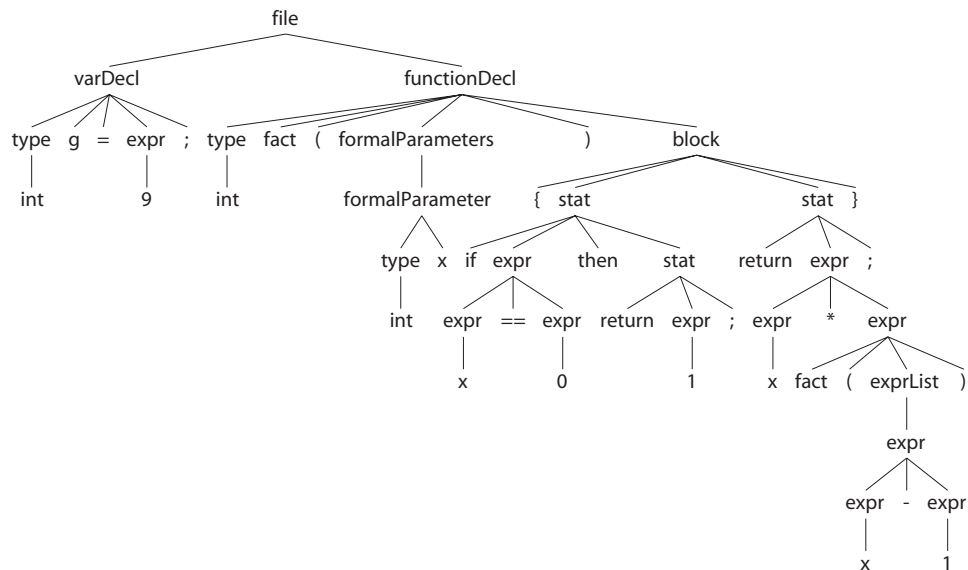 file
varDecl functionDecl
type g = expr ; type fact ( formalParameters ) block
int 9 int formalParameter { stat stat }
type x if expr then stat return expr ;
int expr == expr return expr ; expr * expr
x 0 1 x fact ( exprList )
expr
expr - expr
x 1